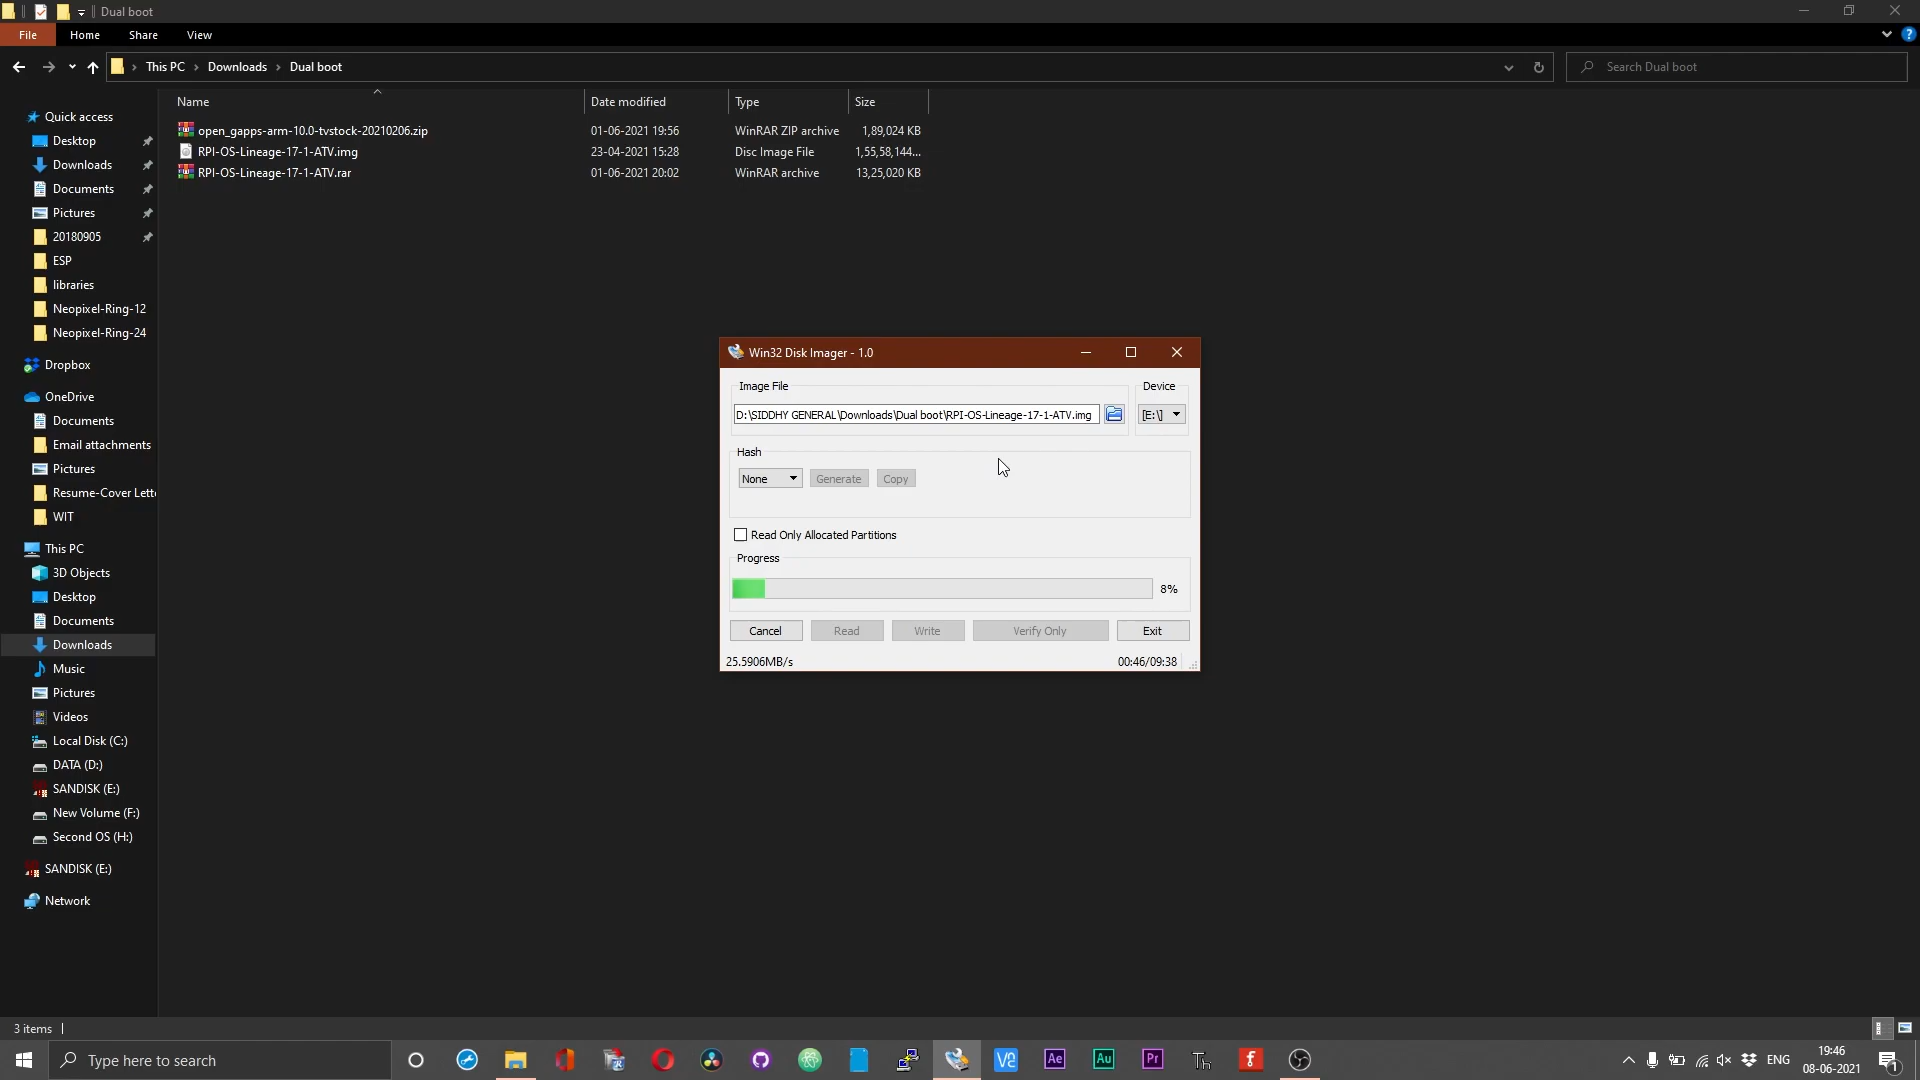 Dual boot
File Home Share View
This PC Downloads Dual boot
Search Dual boot
Name Date modified Type Size
open_gapps-arm-10.0-tvstock-20210206.zip 01-06-2021 19:56 WinRAR ZIP archive 1,89,024 KB
RPI-OS-Lineage-17-1-ATV.img 23-04-2021 15:28 Disc Image File 1,55,58,144...
RPI-OS-Lineage-17-1-ATV.rar 01-06-2021 20:02 WinRAR archive 13,25,020 KB
Quick access
Desktop
Downloads
Documents
Pictures
20180905
ESP
libraries
Neopixel-Ring-12
Neopixel-Ring-24
Dropbox
OneDrive
Documents
Email attachments
Pictures
Resume-Cover Lett
WIT
This PC
3D Objects
Desktop
Documents
Downloads
Music
Pictures
Videos
Local Disk (C:)
DATA (D:)
SANDISK (E:)
New Volume (F:)
Second OS (H:)
SANDISK (E:)
Network
Win32 Disk Imager - 1.0
Image File Device
D:\SIDDHY GENERAL\Downloads\Dual boot\RPI-OS-Lineage-17-1-ATV.img [E:\]
Hash
None Generate Copy
Read Only Allocated Partitions
Progress
8%
Cancel Read Write Verify Only Exit
25.5906MB/s 00:46/09:38
3 items
Type here to search
Ae Au Pr Th
ENG
19:46
08-06-2021
1